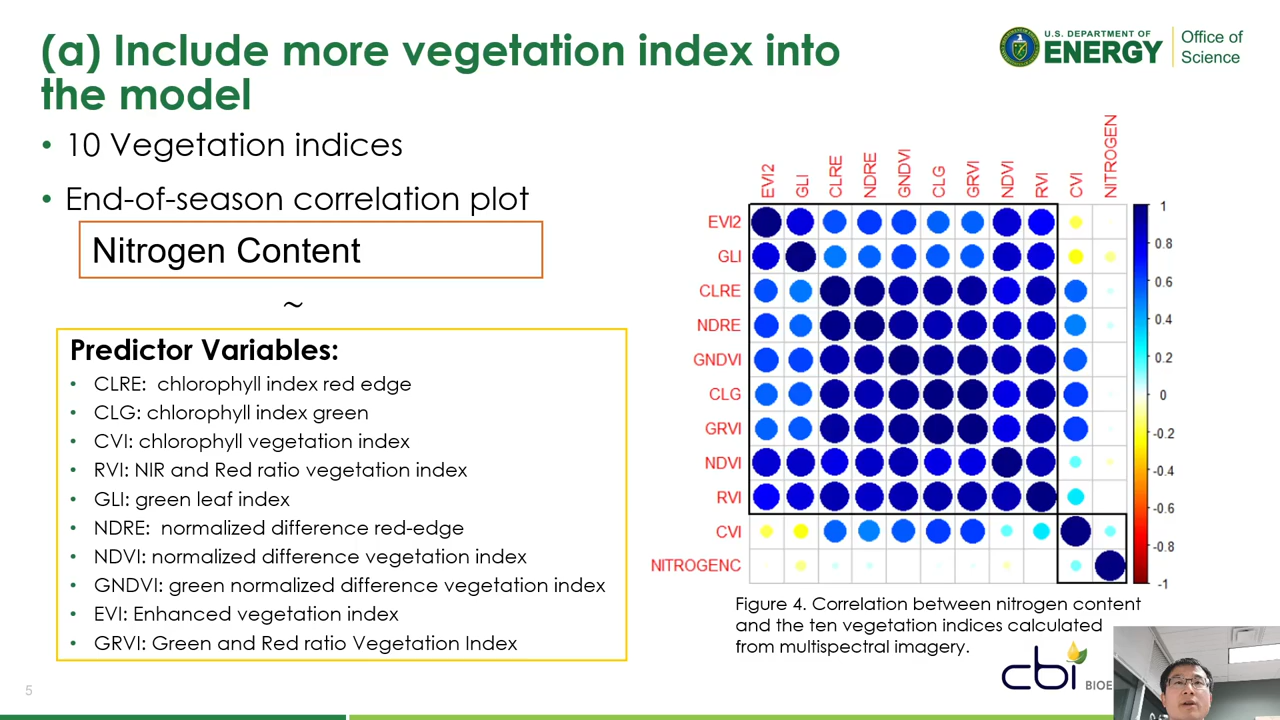 (a) Include more vegetation index into
the model
U.S. DEPARTMENT OF
ENERGY
Office of
Science
• 10 Vegetation indices
• End-of-season correlation plot
Nitrogen Content
~
Predictor Variables:
• CLRE: chlorophyll index red edge
• CLG: chlorophyll index green
• CVI: chlorophyll vegetation index
• RVI: NIR and Red ratio vegetation index
• GLI: green leaf index
• NDRE: normalized difference red-edge
• NDVI: normalized difference vegetation index
• GNDVI: green normalized difference vegetation index
• EVI: Enhanced vegetation index
• GRVI: Green and Red ratio Vegetation Index
EVI2 GLI CLRE NDRE GNDVI CLG GRVI NDVI RVI CVI NITROGEN
EVI2
GLI
CLRE
NDRE
GNDVI
CLG
GRVI
NDVI
RVI
CVI
NITROGENC
1
0.8
0.6
0.4
0.2
0
-0.2
-0.4
-0.6
-0.8
-1
Figure 4. Correlation between nitrogen content
and the ten vegetation indices calculated
from multispectral imagery.
cbi BIOE
5